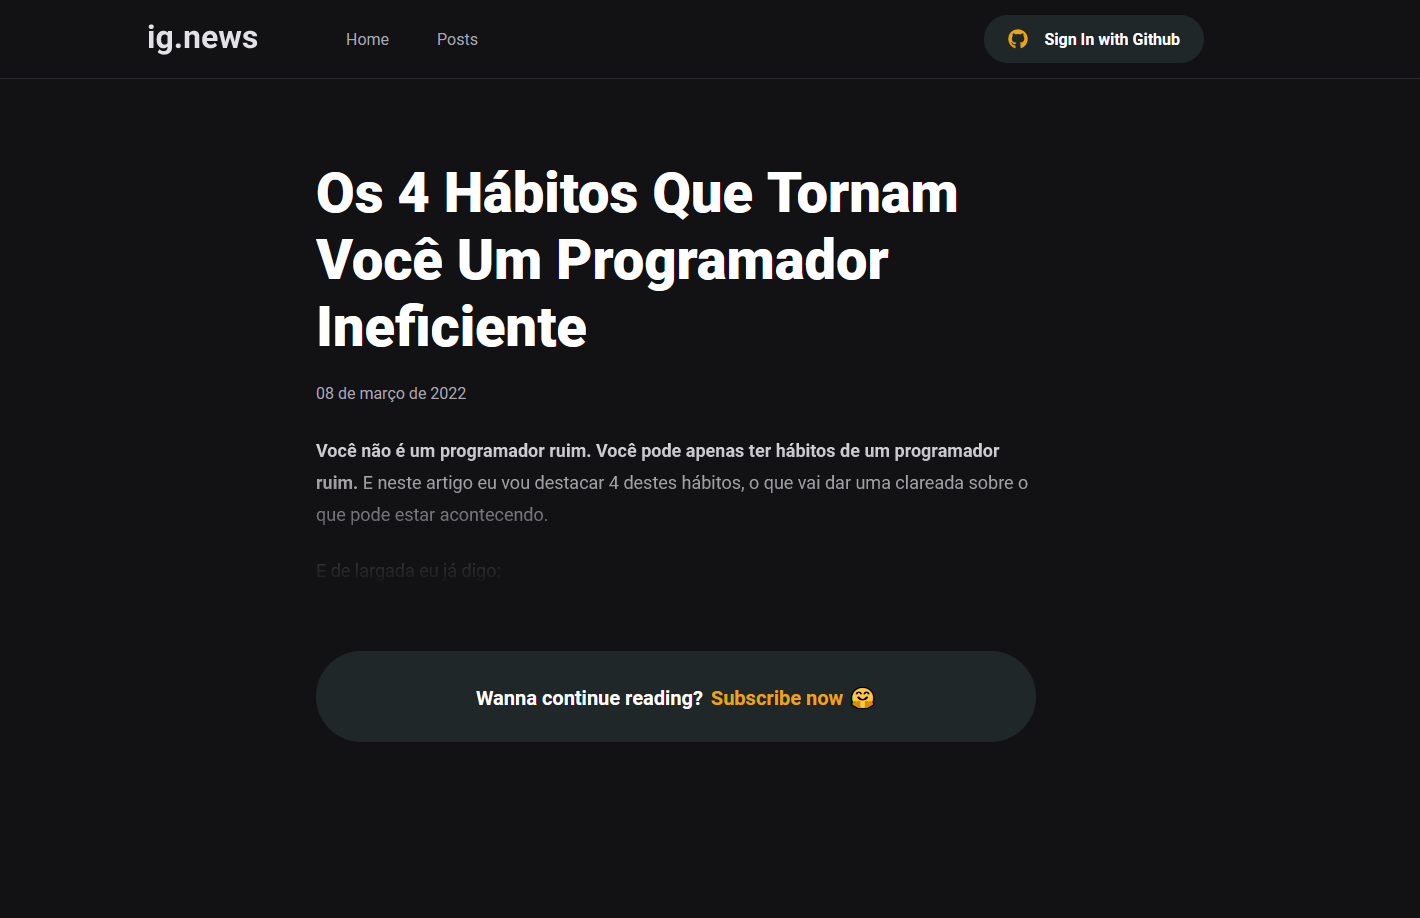 ig.news
Home
Posts
Sign In with Github
Os 4 Hábitos Que Tornam
Você Um Programador
Ineficiente
08 de março de 2022
Você não é um programador ruim. Você pode apenas ter hábitos de um programador
ruim. E neste artigo eu vou destacar 4 destes hábitos, o que vai dar uma clareada sobre o
que pode estar acontecendo.
E de largada eu já digo:
Wanna continue reading? Subscribe now 🤗